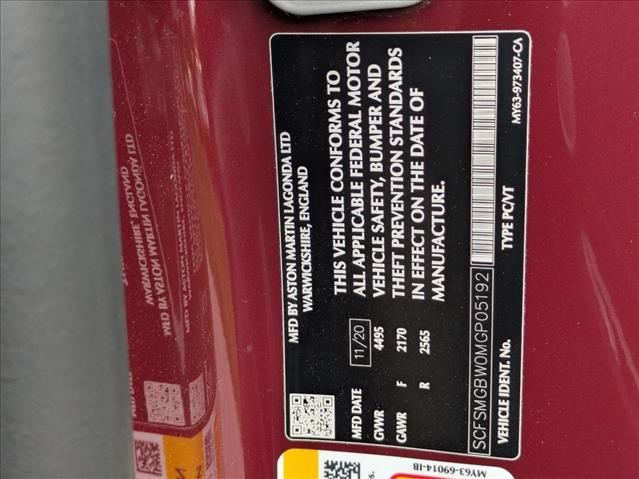 MFD BY ASTON MARTIN LAGONDA LTD
WARWICKSHIRE, ENGLAND
THIS VEHICLE CONFORMS TO
ALL APPLICABLE FEDERAL MOTOR
VEHICLE SAFETY, BUMPER AND
THEFT PREVENTION STANDARDS
IN EFFECT ON THE DATE OF
MANUFACTURE.
MFD DATE 11/20
GVWR 4495
GAWR F 2170
R 2565
SCFSMGBW0MGP05192
VEHICLE IDENT. No. TYPE PC/VT
MY63-973407-CA
MY63-69014-IB